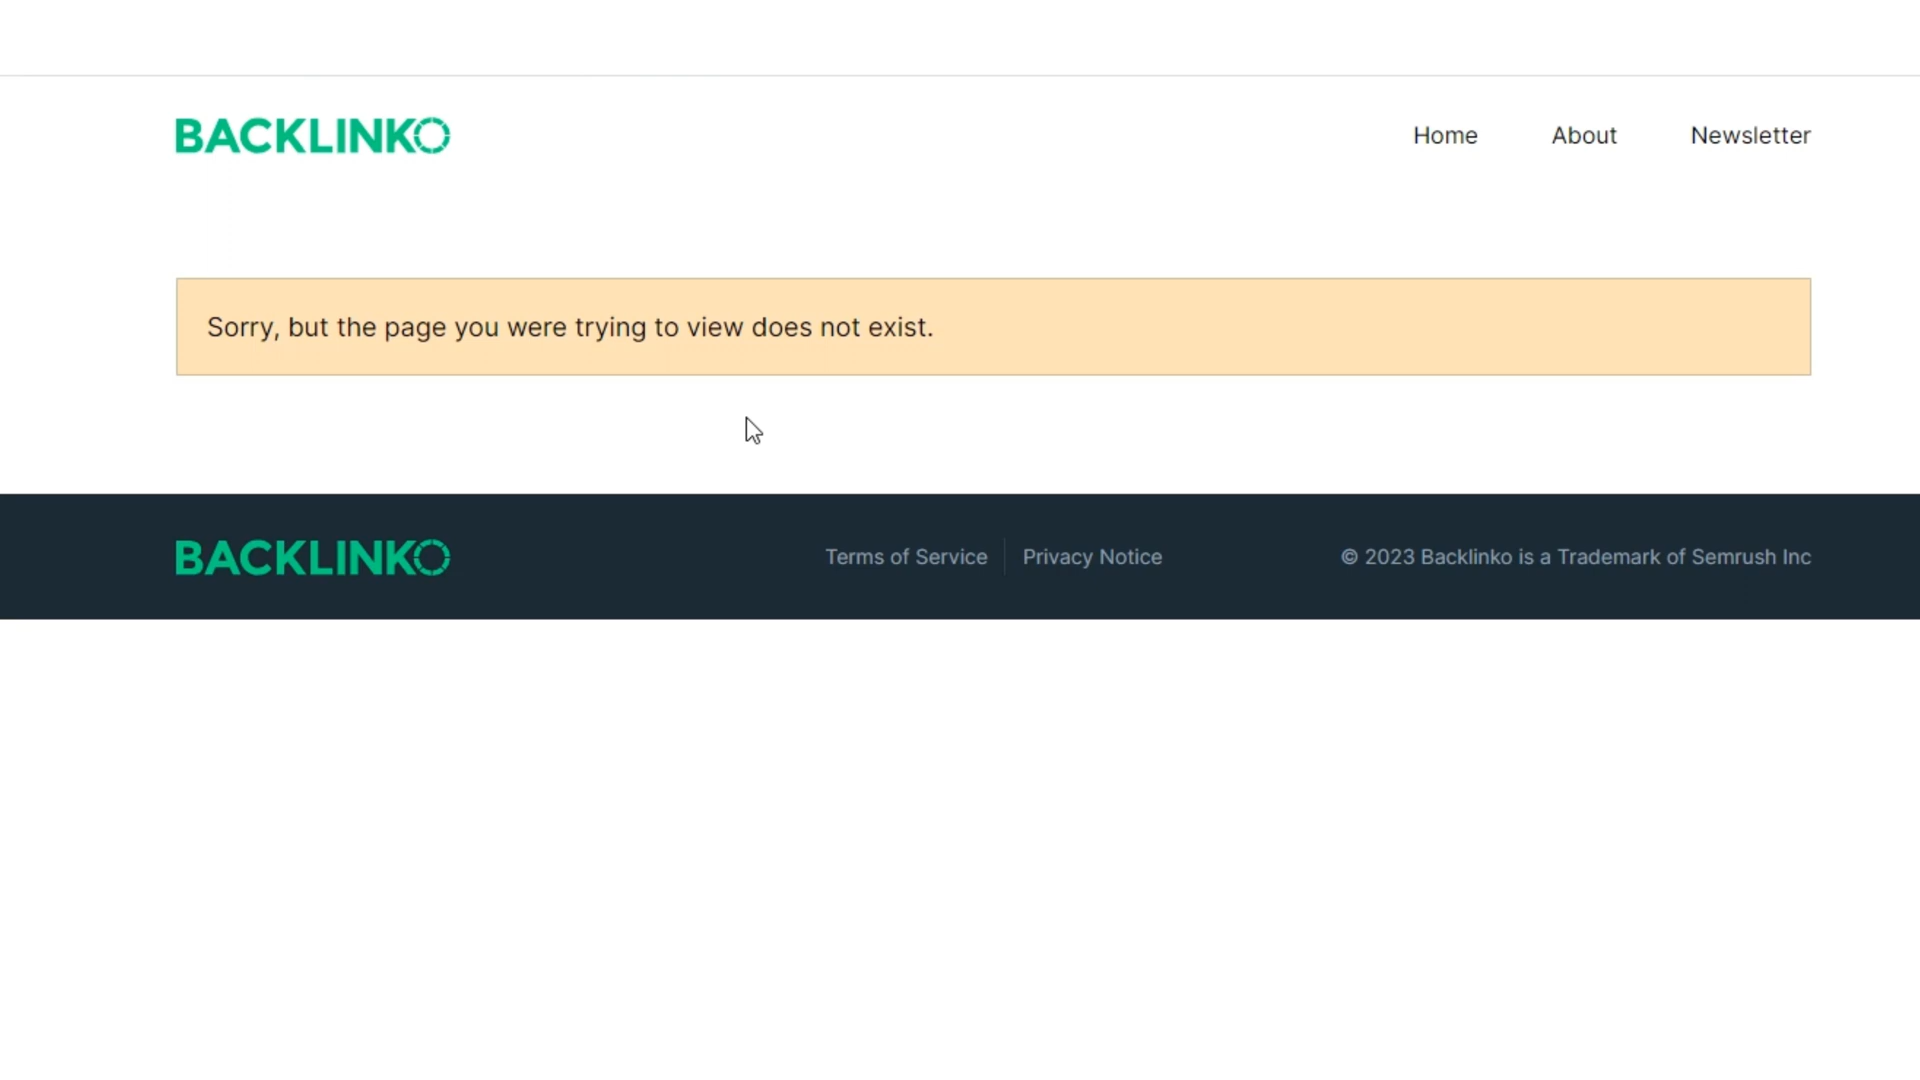 BACKLINKO
Home
About
Newsletter
Sorry, but the page you were trying to view does not exist.
BACKLINKO
Terms of Service
Privacy Notice
© 2023 Backlinko is a Trademark of Semrush Inc